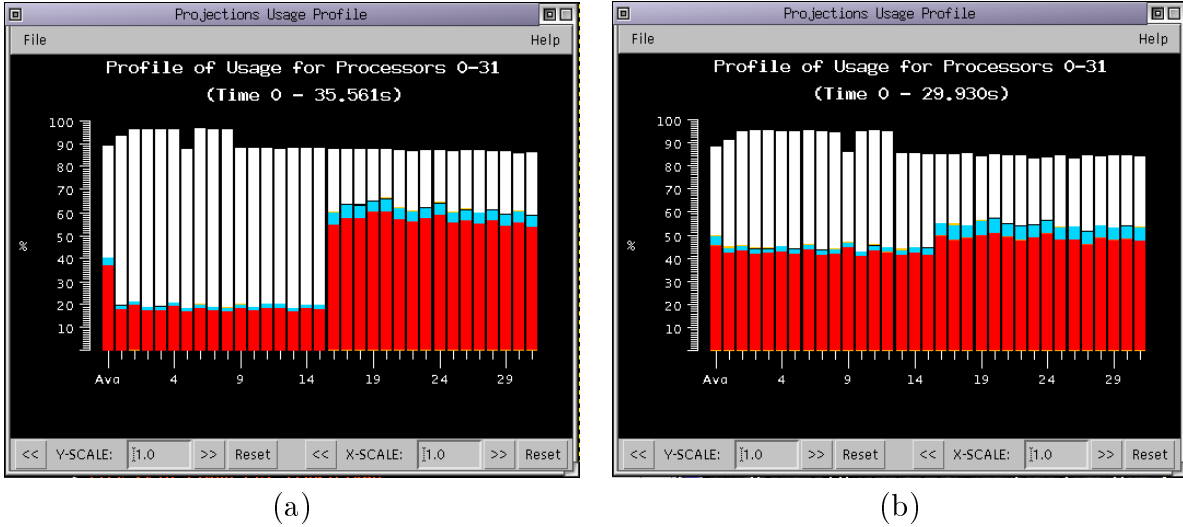 Projections Usage Profile
File Help
Profile of Usage for Processors 0-31
(Time 0 - 35.561s)
100
90
80
70
60
50
40
30
20
10
%
Ava 4 9 14 19 24 29
<< Y-SCALE: 1.0 >> Reset << X-SCALE: 1.0 >> Reset
(a)
Projections Usage Profile
File Help
Profile of Usage for Processors 0-31
(Time 0 - 29.930s)
100
90
80
70
60
50
40
30
20
10
%
Ava 4 9 14 19 24 29
<< Y-SCALE: 1.0 >> Reset << X-SCALE: 1.0 >> Reset
(b)